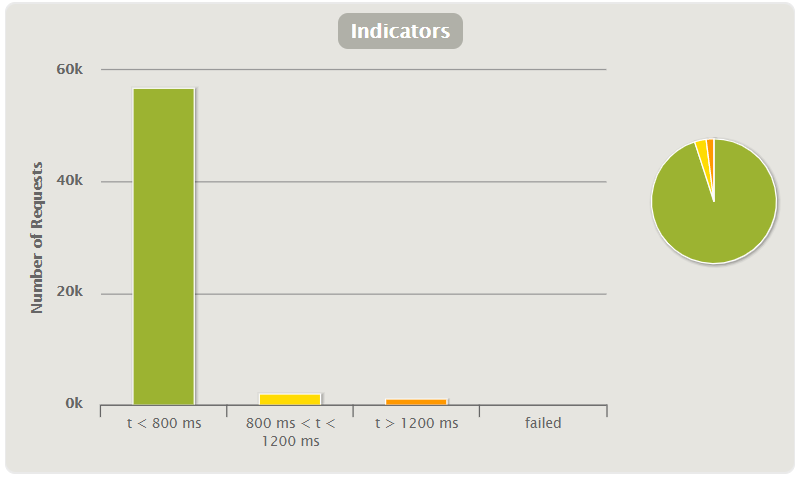 Indicators
60k
40k
20k
0k
Number of Requests
t < 800 ms
800 ms < t <
1200 ms
t > 1200 ms
failed